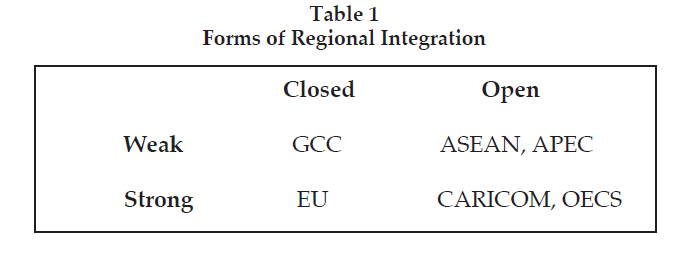 Table 1
Forms of Regional Integration
Closed Open
Weak GCC ASEAN, APEC
Strong EU CARICOM, OECS